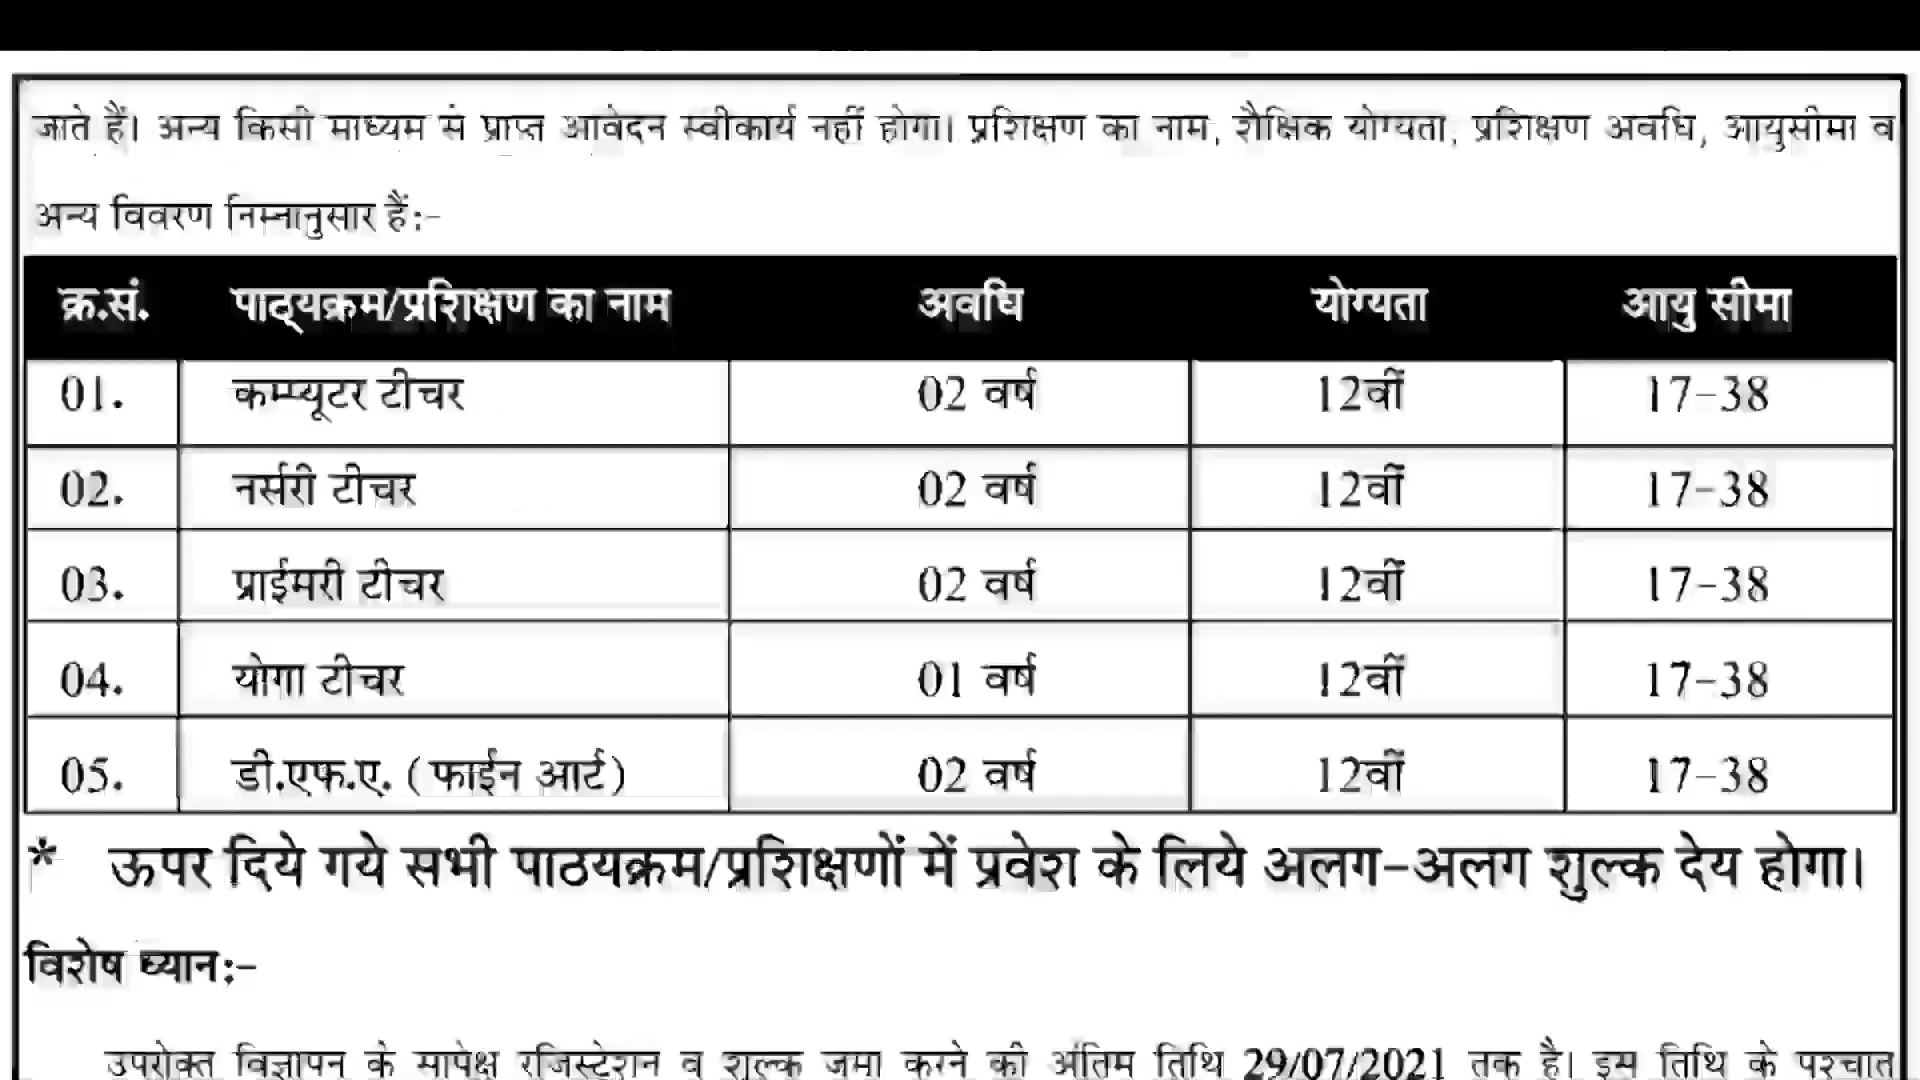 जाते हैं। अन्य किसी माध्यम से प्राप्त आवेदन स्वीकार्य नहीं होगा। प्रशिक्षण का नाम, शैक्षिक योग्यता, प्रशिक्षण अवधि, आयुसीमा व
अन्य विवरण निम्नानुसार हैं:-
क्र.सं. पाठ्यक्रम/प्रशिक्षण का नाम अवधि योग्यता आयु सीमा
01. कम्प्यूटर टीचर 02 वर्ष 12वीं 17-38
02. नर्सरी टीचर 02 वर्ष 12वीं 17-38
03. प्राईमरी टीचर 02 वर्ष 12वीं 17-38
04. योगा टीचर 01 वर्ष 12वीं 17-38
05. डी.एफ.ए. (फाईन आर्ट) 02 वर्ष 12वीं 17-38
* ऊपर दिये गये सभी पाठयक्रम/प्रशिक्षणों में प्रवेश के लिये अलग-अलग शुल्क देय होगा।
विशेष ध्यान:-
उपरोक्त विज्ञापन के सापेक्ष रजिस्टेशन व शुल्क जमा करने की अंतिम तिथि 29/07/2021 तक है। इस तिथि के पश्चात